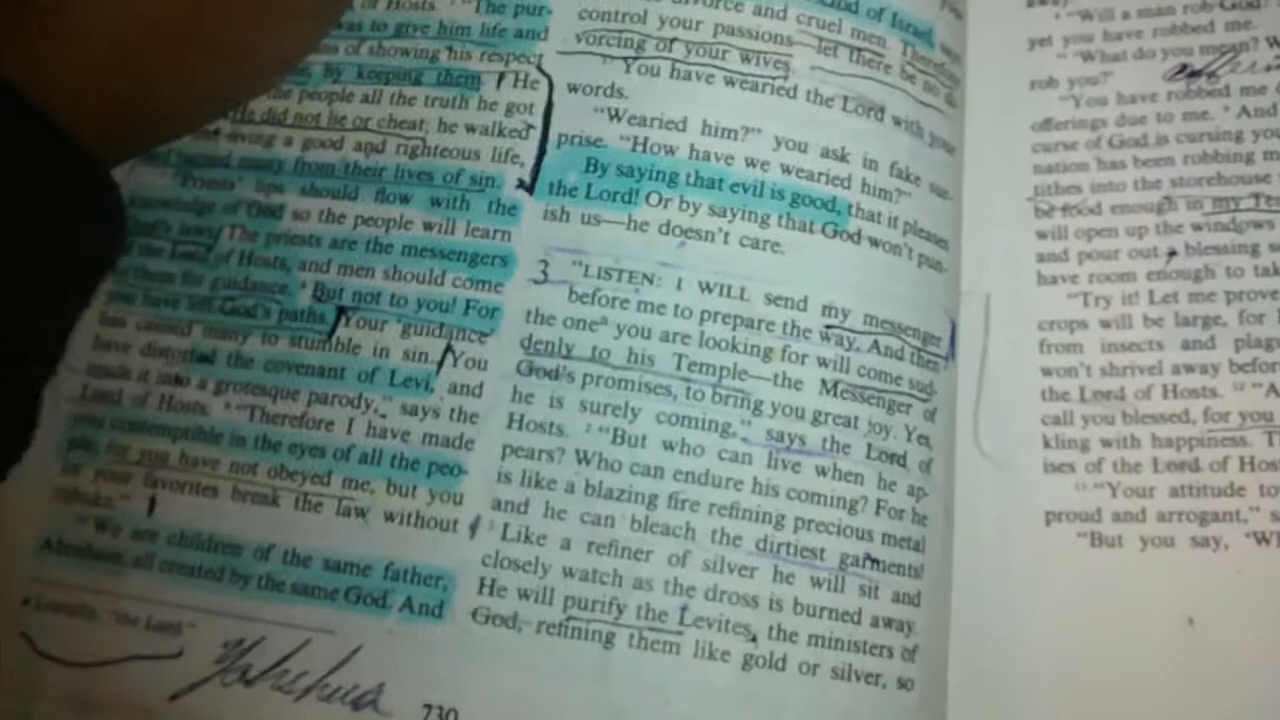 of Hosts. "The pur-
was to give him life and
of showing his respect
by keeping them. He
the people all the truth he got
He did not lie or cheat; he walked
living a good and righteous life,
many from their lives of sin.
"Priests' lips should flow with the
knowledge of God so the people will learn
God's laws. The priests are the messengers
of the Lord of Hosts, and men should come
to them for guidance. But not to you! For
you have left God's paths. Your 'guidance'
has caused many to stumble in sin. You
have distorted the covenant of Levi, and
made it into a grotesque parody," says the
Lord of Hosts. 9 "Therefore I have made
you contemptible in the eyes of all the peo-
ple; for you have not obeyed me, but you
let your favorites break the law without
rebuke."
"We are children of the same father,
Abraham, all created by the same God. And
Literally, "the Lord."
Yahshua
730
divorce and cruel men. Therefore
control your passions—let there be no di-
vorcing of your wives.
You have wearied the Lord with your
words.
"Wearied him?" you ask in fake sur-
prise. "How have we wearied him?"
By saying that evil is good, that it pleases
the Lord! Or by saying that God won't pun-
ish us—he doesn't care.
3 "LISTEN: I WILL send my messenger
before me to prepare the way. And then
the oneª you are looking for will come sud-
denly to his Temple—the Messenger of
God's promises, to bring you great joy. Yes,
he is surely coming," says the Lord of
Hosts. 2 "But who can live when he ap-
pears? Who can endure his coming? For he
is like a blazing fire refining precious metal
and he can bleach the dirtiest garments!
3 Like a refiner of silver he will sit and
closely watch as the dross is burned away.
He will purify the Levites, the ministers of
God, refining them like gold or silver, so
"Will a man rob God?
yet you have robbed me.
"What do you mean? W
rob you?"
"You have robbed me
offerings due to me. 9 And
curse of God is cursing you
nation has been robbing m
tithes into the storehouse
be food enough in my Te
will open up the windows
and pour out a blessing s
have room enough to tak
"Try it! Let me prove
crops will be large, for
from insects and plag
won't shrivel away befor
the Lord of Hosts. 12 "A
call you blessed, for you
kling with happiness. T
ises of the Lord of Hos
13 "Your attitude to
proud and arrogant," s
"But you say, 'Wh